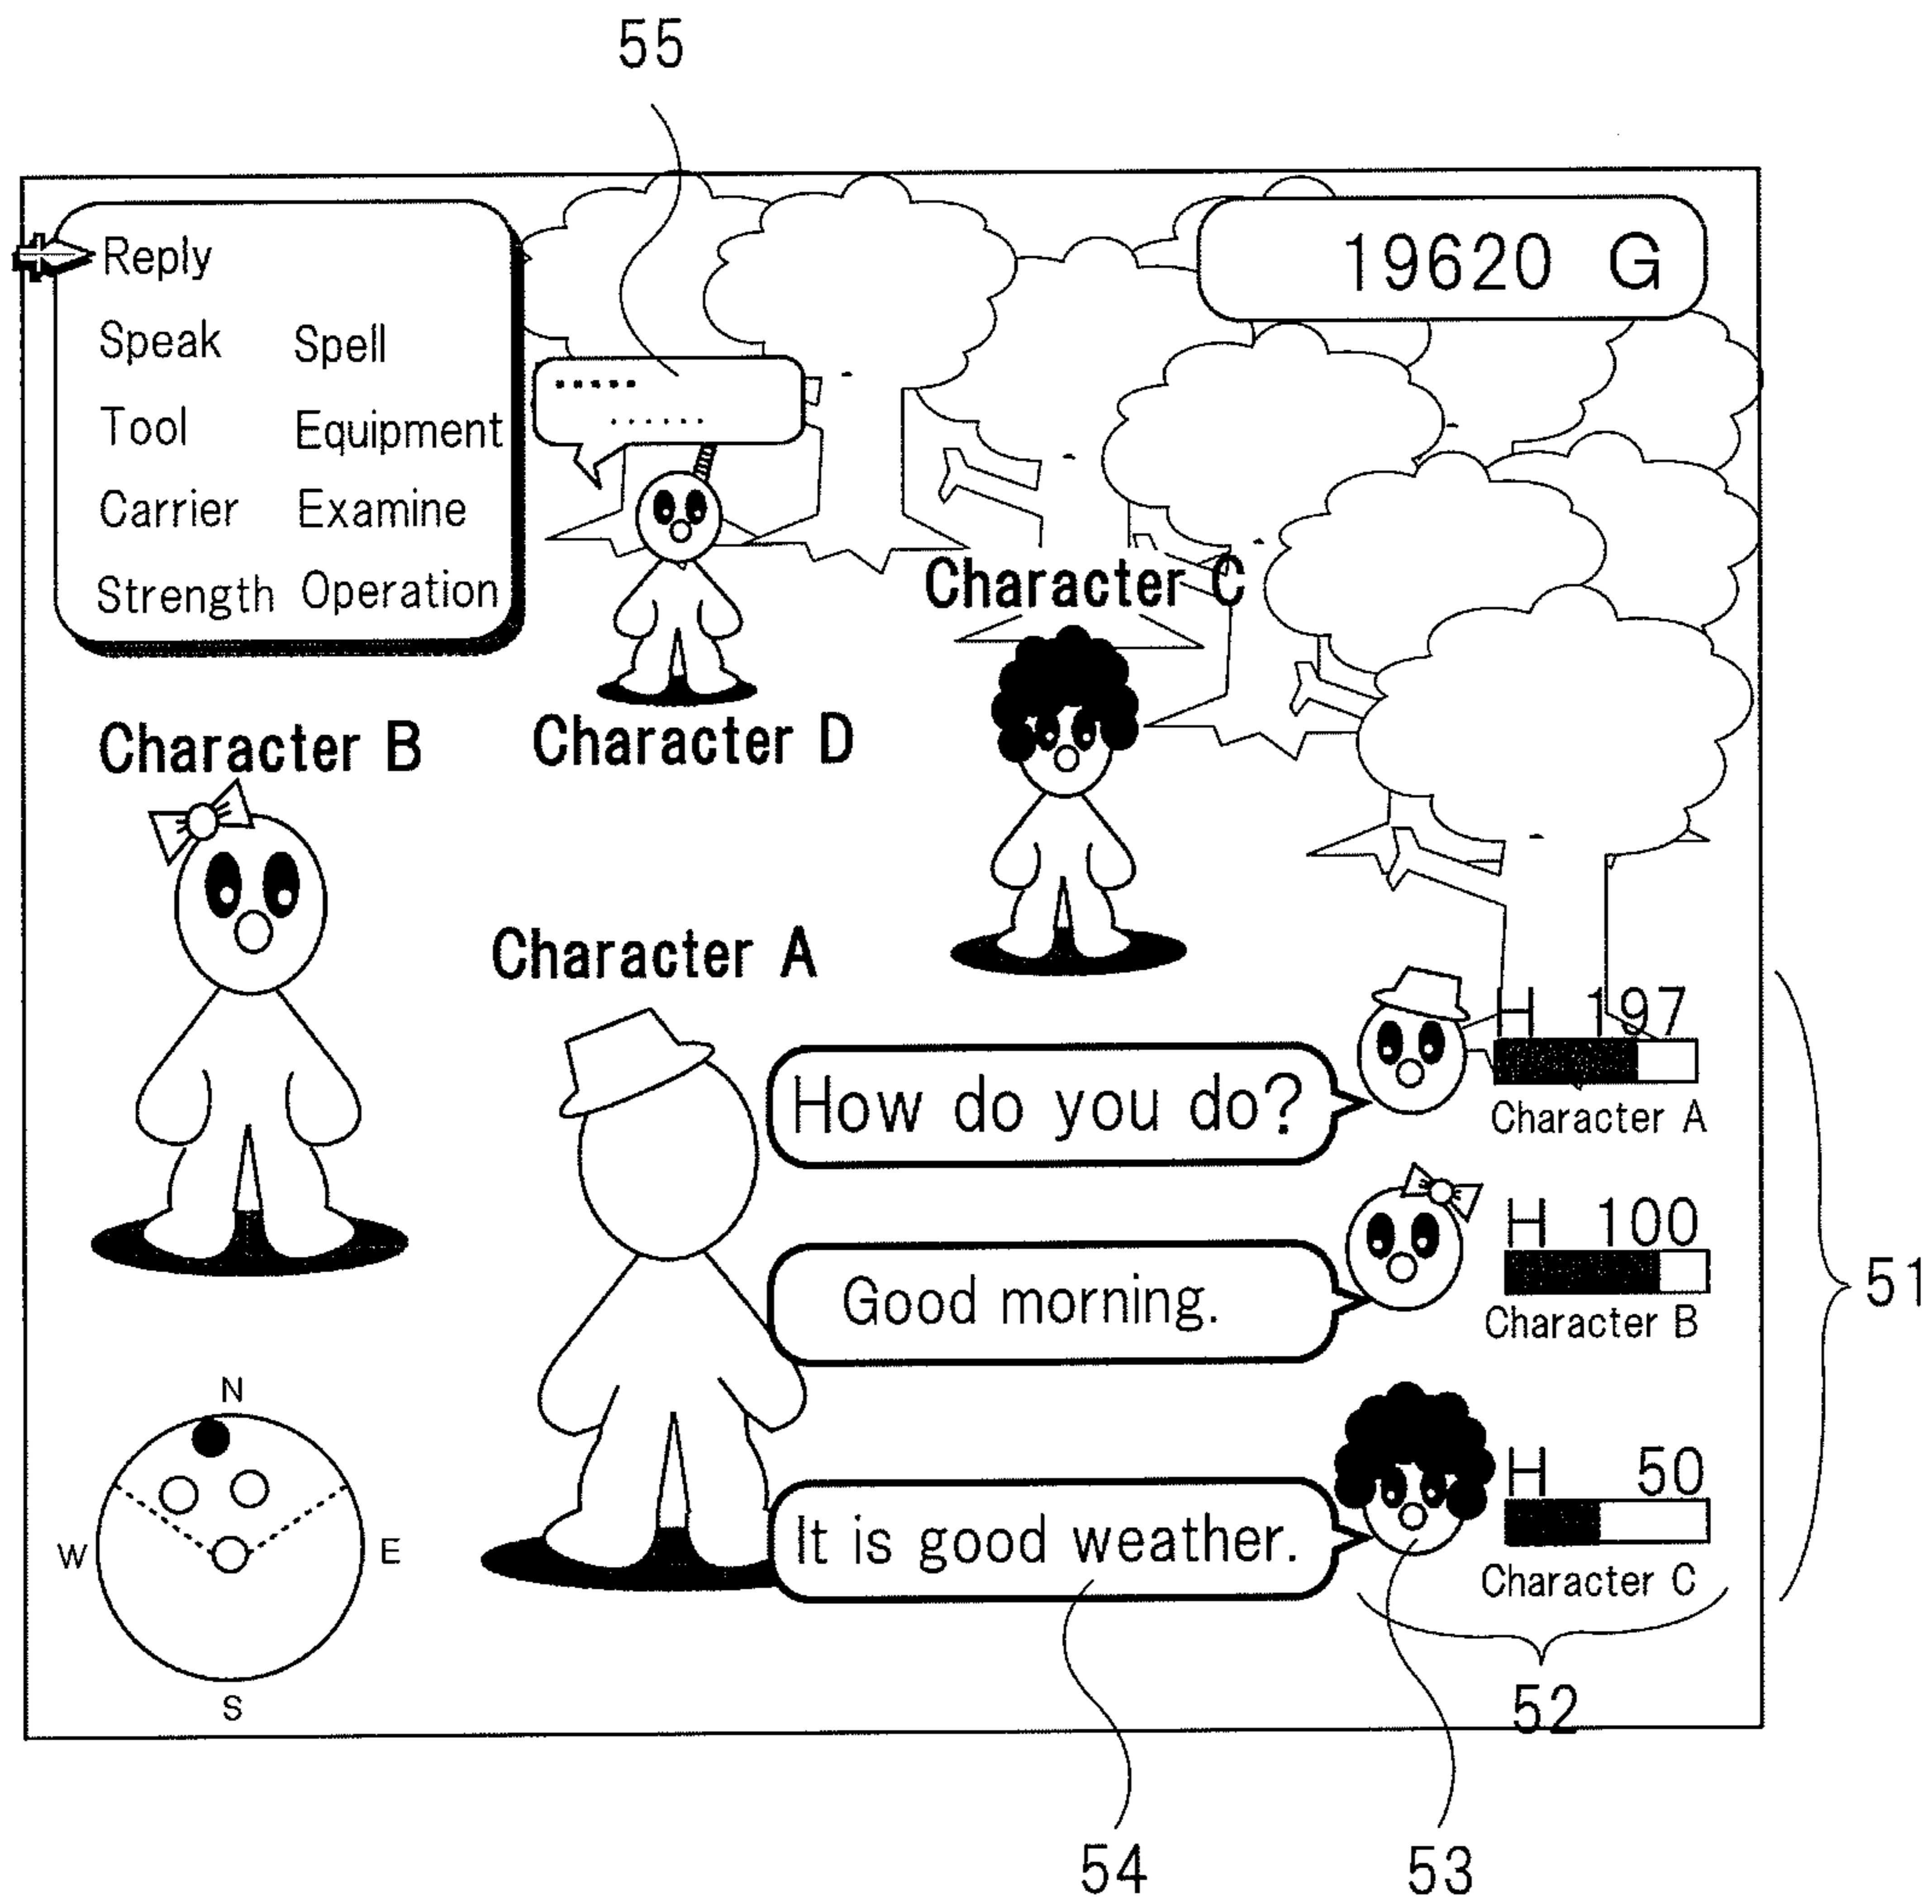 55
Reply
19620 G
Speak Spell
Tool Equipment
Carrier Examine
Strength Operation
.....
......
Character C
Character B
Character D
Character A
H 197
How do you do?
Character A
H 100
Good morning.
Character B
51
N
W
E
S
H 50
It is good weather.
Character C
52
54
53